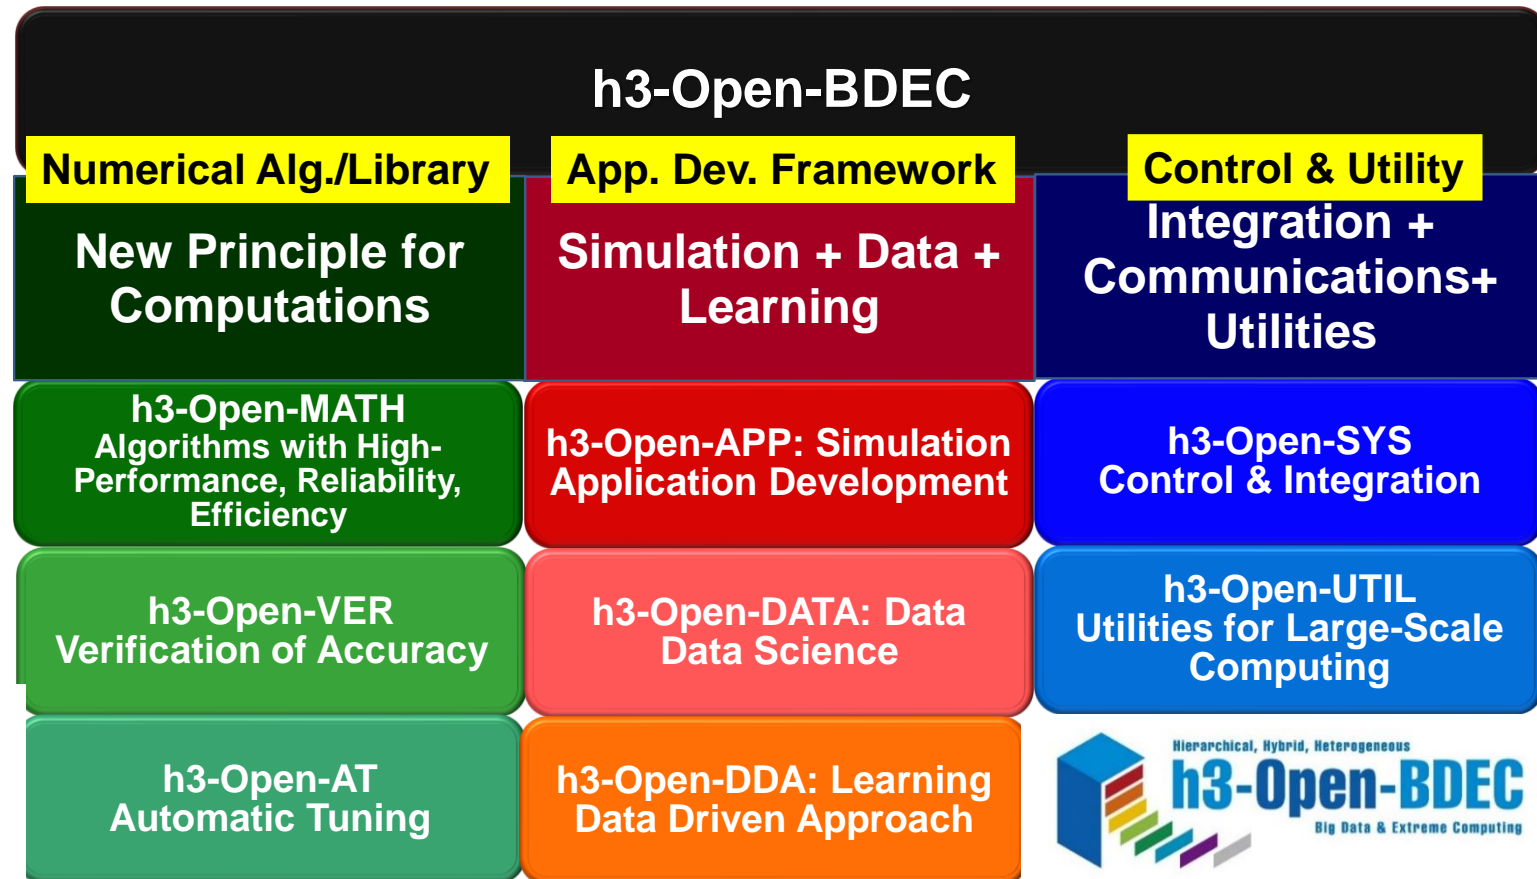 h3-Open-BDEC
Numerical Alg./Library
New Principle for
Computations
h3-Open-MATH
Algorithms with High-
Performance, Reliability,
Efficiency
h3-Open-VER
Verification of Accuracy
h3-Open-AT
Automatic Tuning
App. Dev. Framework
Simulation + Data +
Learning
h3-Open-APP: Simulation
Application Development
h3-Open-DATA: Data
Data Science
h3-Open-DDA: Learning
Data Driven Approach
Control & Utility
Integration +
Communications+
Utilities
h3-Open-SYS
Control & Integration
h3-Open-UTIL
Utilities for Large-Scale
Computing
Hierarchical, Hybrid, Heterogeneous
h3-Open-BDEC
Big Data & Extreme Computing